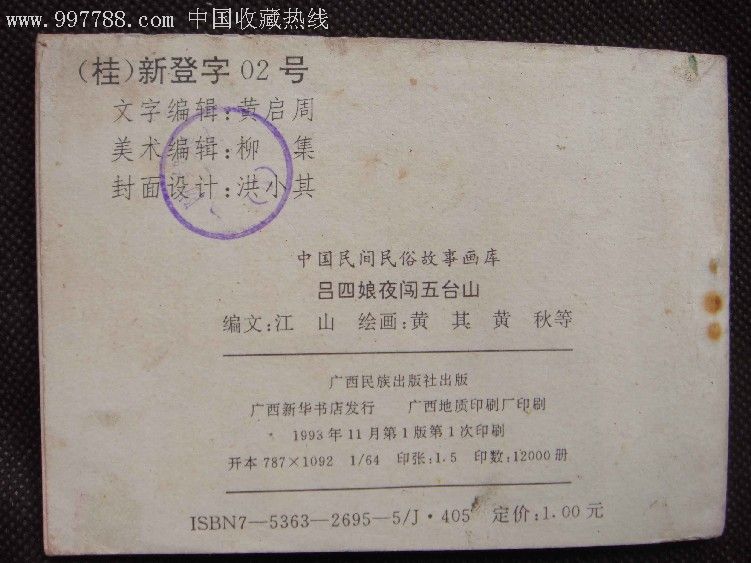 www.997788.com 中国收藏热线
(桂)新登字02号
文字编辑:黄启周
美术编辑:柳 集
封面设计:洪小其
中国民间民俗故事画库
吕四娘夜闯五台山
编文:江 山 绘画:黄 其 黄 秋等
广西民族出版社出版
广西新华书店发行 广西地质印刷厂印刷
1993年11月第1版第1次印刷
开本787×1092 1/64 印张:1.5 印数:12000册
ISBN7—5363—2695—5/J·405 定价:1.00元